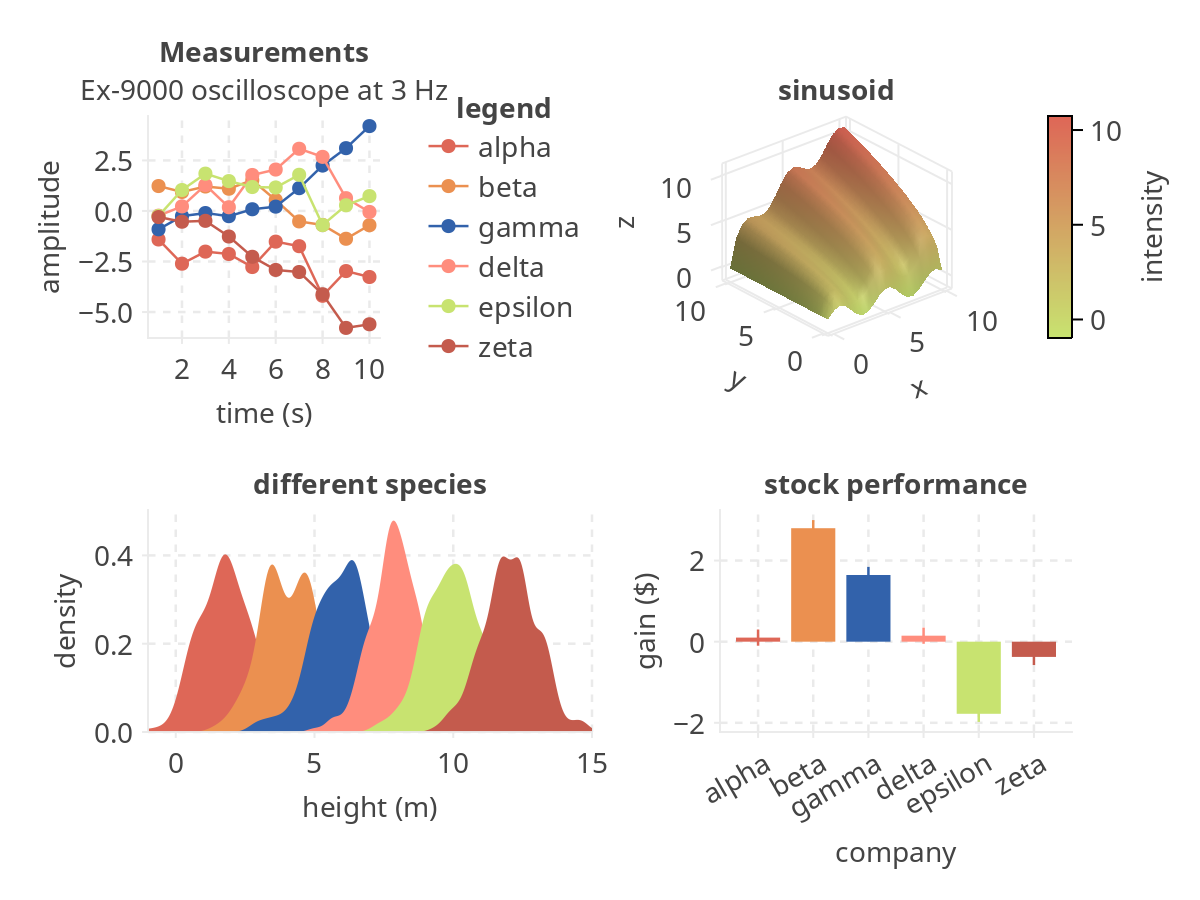 Measurements
Ex-9000 oscilloscope at 3 Hz
amplitude
2.5
0.0
−2.5
−5.0
2 4 6 8 10
time (s)
legend
alpha
beta
gamma
delta
epsilon
zeta
sinusoid
z
10
5
0
10
5
0
y
0
5
10
x
10
5
0
intensity
different species
density
0.4
0.2
0.0
0 5 10 15
height (m)
stock performance
gain ($)
2
0
−2
alpha beta gamma delta epsilon zeta
company